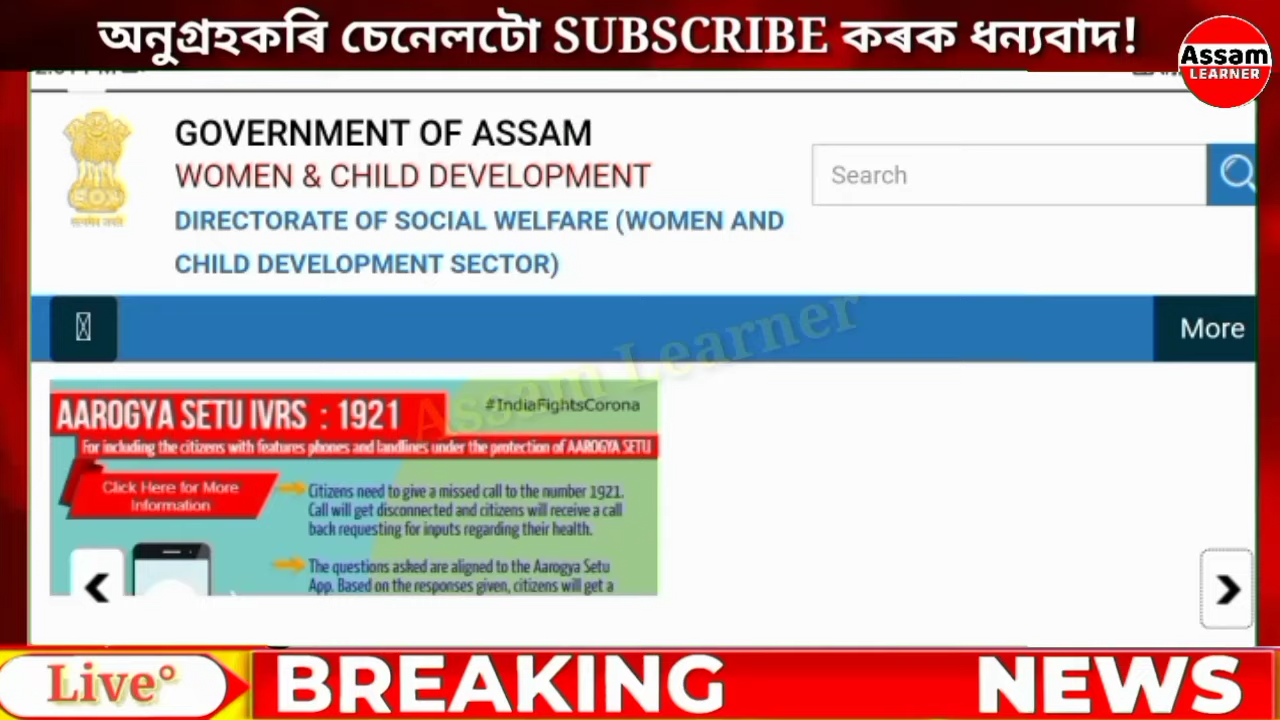 অনুগ্ৰহকৰি চেনেলটো SUBSCRIBE কৰক ধন্যবাদ!
Assam
LEARNER
GOVERNMENT OF ASSAM
WOMEN & CHILD DEVELOPMENT
Search
DIRECTORATE OF SOCIAL WELFARE (WOMEN AND
CHILD DEVELOPMENT SECTOR)
सत्यमेव जयते
More
Assam Learner
AAROGYA SETU IVRS : 1921
#IndiaFightsCorona
For including the citizens with features phones and landlines under the protection of AAROGYA SETU
Click Here for More
Information
Citizens need to give a missed call to the number 1921.
Call will get disconnected and citizens will receive a call
back requesting for inputs regarding their health.
The questions asked are aligned to the Aarogya Setu
App. Based on the responses given, citizens will get a
Live°
BREAKING NEWS